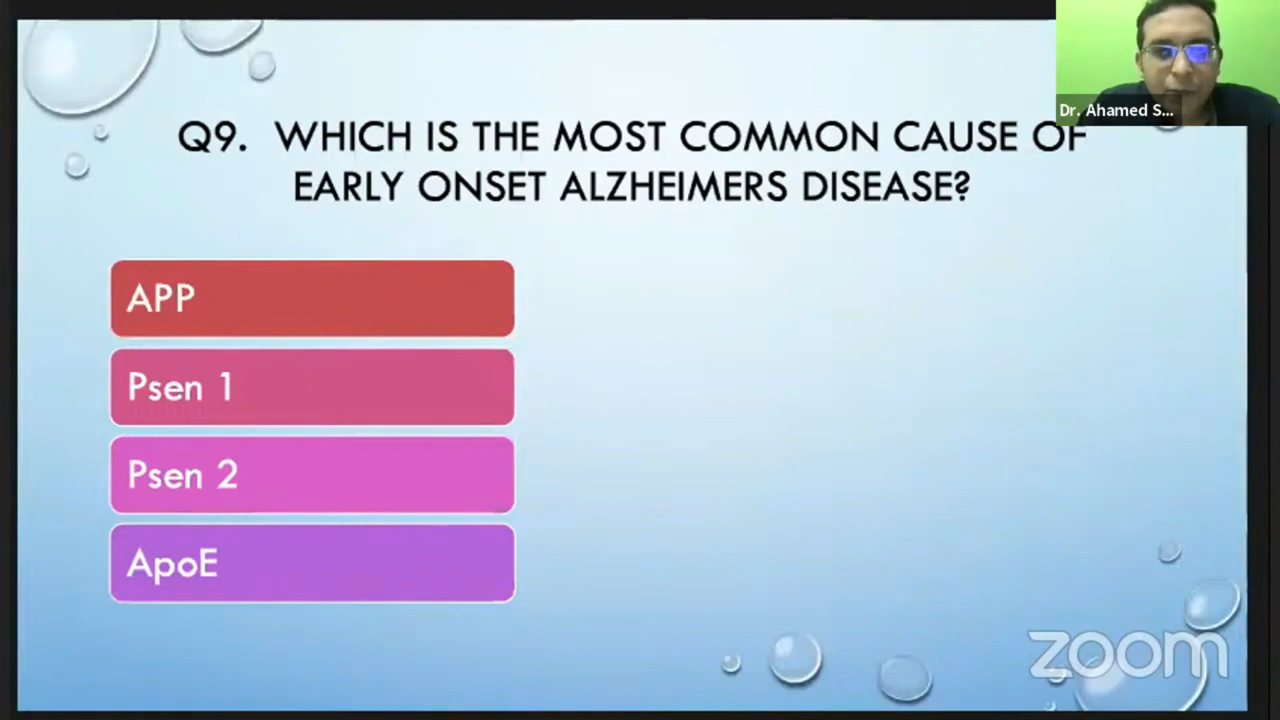 Dr. Ahamed S...
Q9. WHICH IS THE MOST COMMON CAUSE OF
EARLY ONSET ALZHEIMERS DISEASE?
APP
Psen 1
Psen 2
ApoE
zoom